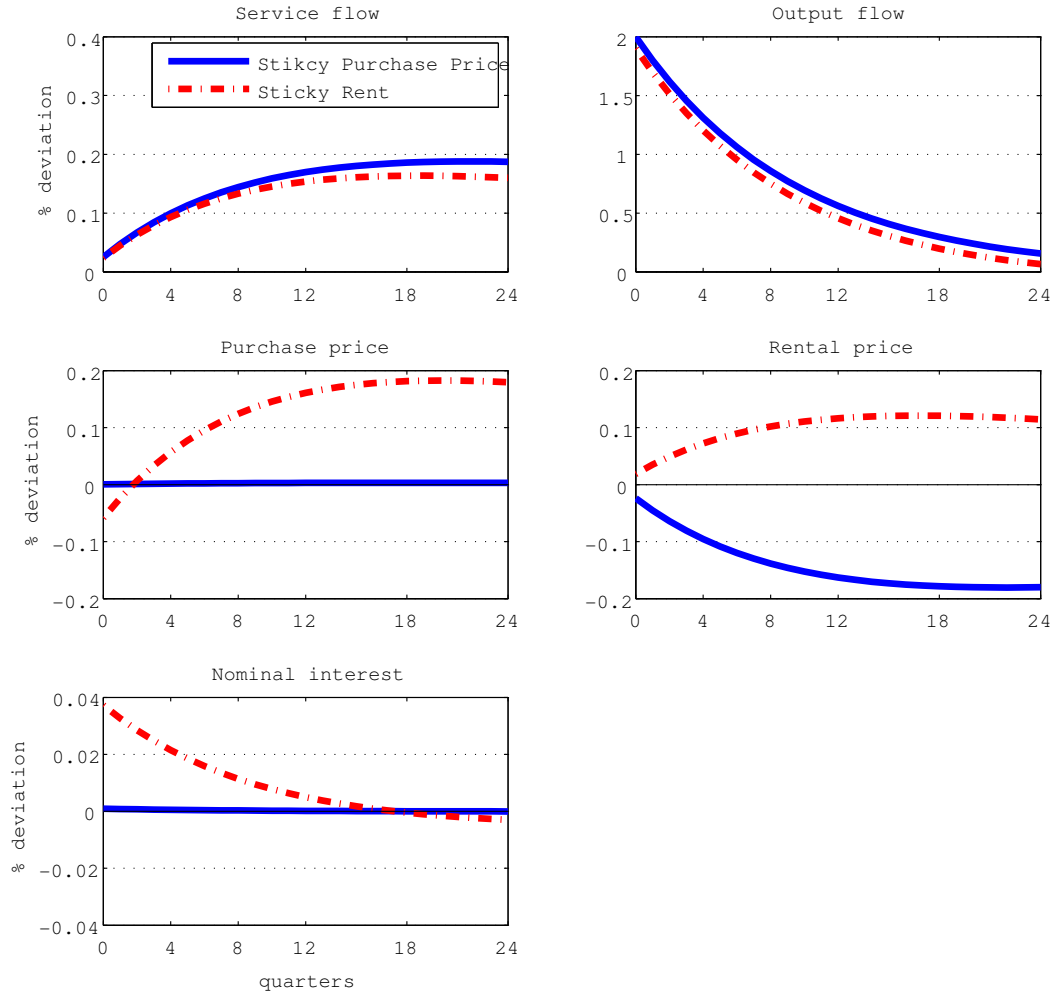 Service flow
0.4
0.3
0.2
0.1
0
% deviation
Stikcy Purchase Price
Sticky Rent
0 4 8 12 18 24
Output flow
2
1.5
1
0.5
0
0 4 8 12 18 24
Purchase price
0.2
0.1
0
−0.1
−0.2
% deviation
0 4 8 12 18 24
Rental price
0.2
0.1
0
−0.1
−0.2
0 4 8 12 18 24
Nominal interest
0.04
0.02
0
−0.02
−0.04
% deviation
0 4 8 12 18 24
quarters